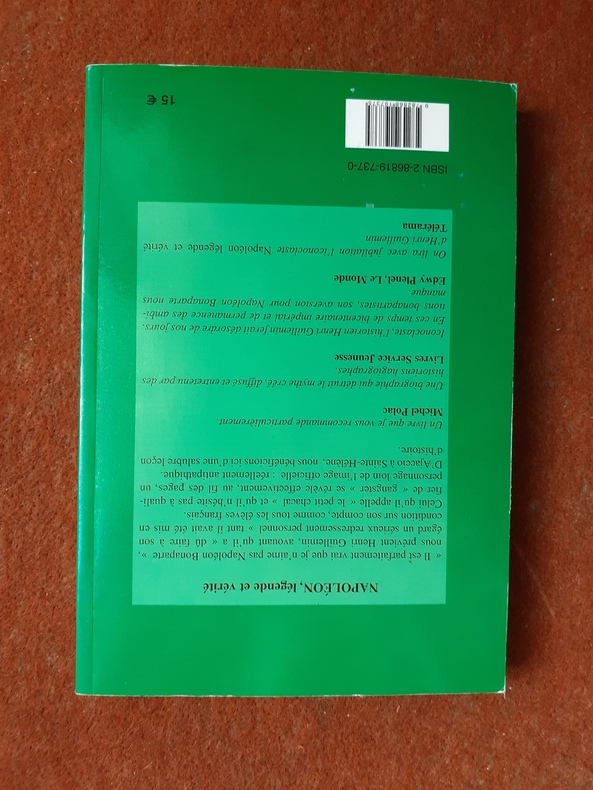 NAPOLÉON, légende et vérité
« Il est parfaitement vrai que je n'aime pas Napoléon Bonaparte »,
nous prévient Henri Guillemin, avouant qu'il a « dû faire à son
égard un sérieux redressement personnel » tant il avait été mis en
condition sur son compte, comme tous les élèves français.
Celui qu'il appelle « le petit chacal » et qu'il n'hésite pas à quali-
fier de « gangster » se révèle effectivement, au fil des pages, un
personnage loin de l'image officielle : réellement antipathique.
D'Ajaccio à Sainte-Hélène, nous bénéficions ici d'une salubre leçon
d'histoire.
Un livre que je vous recommande particulièrement.
Michel Polac
Une biographie qui détruit le mythe créé, diffusé et entretenu par des
historiens hagiographes.
Livres Service Jeunesse
Iconoclaste, l'historien Henri Guillemin ferait désordre de nos jours.
En ces temps de bicentenaire impérial et de permanence des ambi-
tions bonapartistes, son aversion pour Napoléon Bonaparte nous
manque.
Edwy Plenel, Le Monde
On lira avec jubilation l'iconoclaste Napoléon légende et vérité
d'Henri Guillemin
Télérama
ISBN 2-86819-737-0
9 782868 197375
15 €